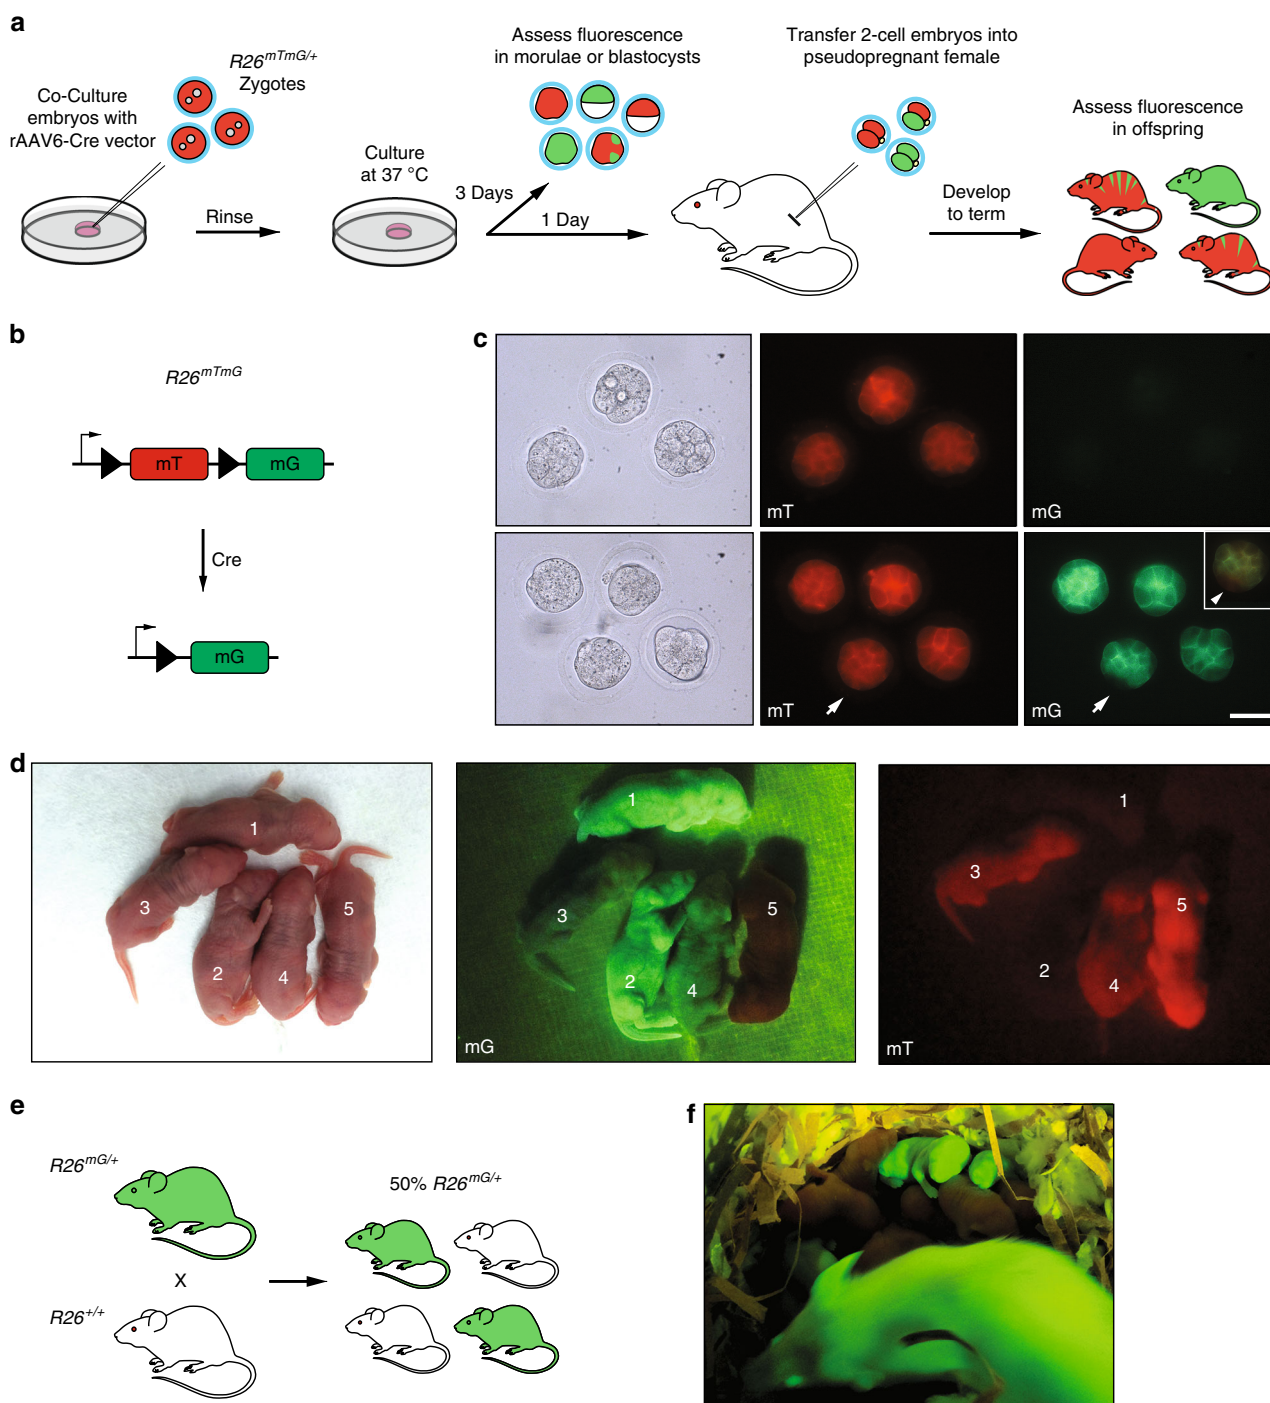 a
Co-Culture
embryos with
rAAV6-Cre vector
R26mTmG/+
Zygotes
Rinse
Culture
at 37 °C
3 Days
1 Day
Assess fluorescence
in morulae or blastocysts
Transfer 2-cell embryos into
pseudopregnant female
Develop
to term
Assess fluorescence
in offspring
b
R26mTmG
mT
mG
Cre
mG
c
mT
mG
mT
mG
d
1
3
5
2
4
1
3
5
2
4
mG
1
3
5
2
4
mT
e
R26mG/+
X
R26+/+
50% R26mG/+
f